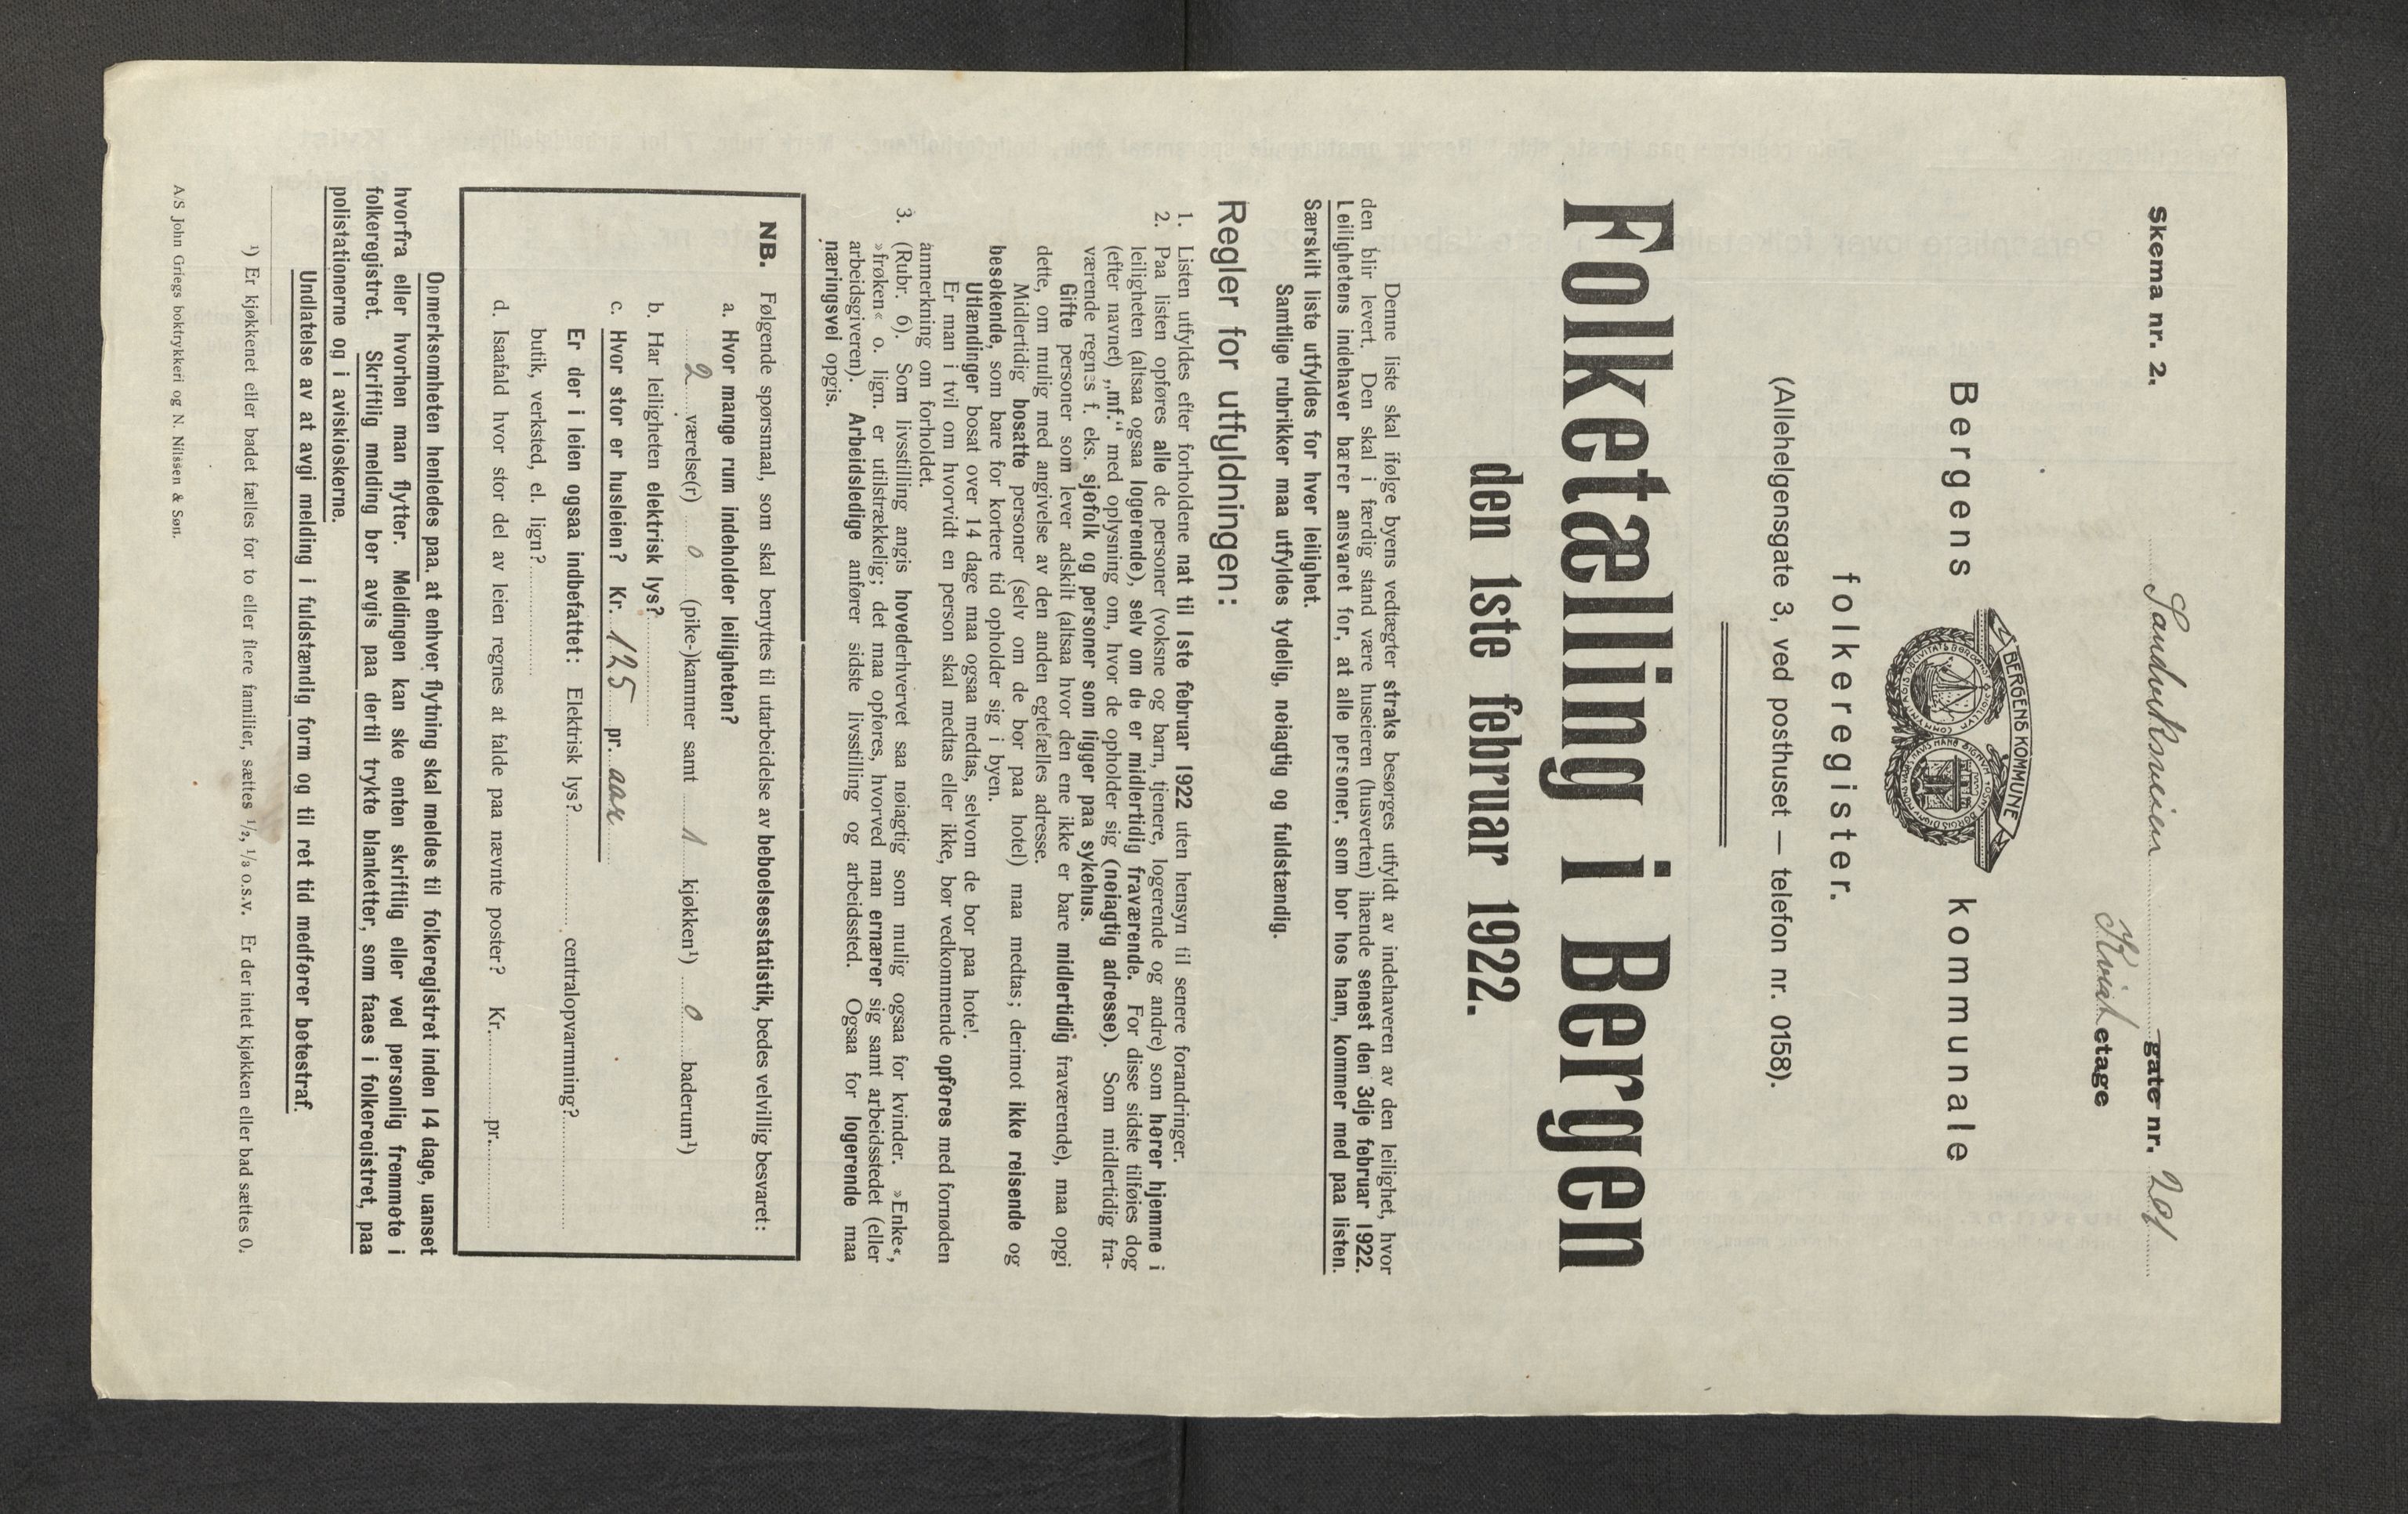 Skema nr. 2.
Sandviksveien gate nr. 201
Kvist etage
BERGENS KOMMUNE
Bergens kommunale
folkeregister.
(Allehelgensgate 3, ved posthuset — telefon nr. 0158).
Folketælling i Bergen
den 1ste februar 1922.
Denne liste skal ifølge byens vedtægter straks besørges utfyldt av indehaveren av den leilighet, hvor
den blir levert. Den skal i færdig stand være huseieren (husverten) ihænde senest den 3dje februar 1922.
Leilighetens indehaver bærer ansvaret for, at alle personer, som bor hos ham, kommer med paa listen.
Særskilt liste utfyldes for hver leilighet.
Samtlige rubrikker maa utfyldes tydelig, nøiagtig og fuldstændig.
Regler for utfyldningen:
1. Listen utfyldes efter forholdene nat til 1ste februar 1922 uten hensyn til senere forandringer.
2. Paa listen opføres alle de personer (voksne og barn, tjenere, logerende og andre) som hører hjemme i
leiligheten (altsaa ogsaa logerende), selv om de er midlertidig fraværende. For disse sidste tilføies dog
(efter navnet) „mf.“ med oplysning om, hvor de opholder sig (nøiagtig adresse). Som midlertidig fra-
værende regnes f. eks. sjøfolk og personer som ligger paa sykehus.
Gifte personer som lever adskilt (altsaa hvor den ene ikke er bare midlertidig fraværende), maa opgi
dette, om mulig med angivelse av den anden egtefælles adresse.
Midlertidig bosatte personer (selv om de bor paa hotel) maa medtas; derimot ikke reisende og
besøkende, som bare for kortere tid opholder sig i byen.
Utlændinger bosat over 14 dage maa ogsaa medtas, selvom de bor paa hotel.
Er man i tvil om hvorvidt en person skal medtas eller ikke, bør vedkommende opføres med fornøden
anmerkning om forholdet.
3. (Rubr. 6). Som livsstilling angis hovederhvervet saa nøiagtig som mulig ogsaa for kvinder. »Enke«,
»frøken« o. lign. er utilstrækkelig; det maa opføres, hvorved man ernærer sig samt arbeidsstedet (eller
arbeidsgiveren). Arbeidsledige anfører sidste livsstilling og arbeidssted. Ogsaa for logerende maa
næringsvei opgis.
NB. Følgende spørsmaal, som skal benyttes til utarbeidelse av beboelsesstatistik, bedes velvillig besvaret:
a. Hvor mange rum indeholder leiligheten?
2 værelse(r) 0 (pike-)kammer samt 1 kjøkken¹) 0 baderum¹)
b. Har leiligheten elektrisk lys?
c. Hvor stor er husleien? Kr. 125 pr. aar
Er der i leien ogsaa indbefattet: Elektrisk lys? centralopvarmning?
butik, verksted, el. lign?
d. Isaafald hvor stor del av leien regnes at falde paa nævnte poster? Kr. pr.
Opmerksomheten henledes paa, at enhver flytning skal meldes til folkeregistret inden 14 dage, uanset
hvorfra eller hvorhen man flytter. Meldingen kan ske enten skriftlig eller ved personlig fremmøte i
folkeregistret. Skriftlig melding bør avgis paa dertil trykte blanketter, som faaes i folkeregistret, paa
polistationerne og i aviskioskerne.
Undlatelse av at avgi melding i fuldstændig form og til ret tid medfører bøtestraf.
¹) Er kjøkkenet eller badet fælles for to eller flere familier, sættes ¹/₂, ¹/₃ o.s.v. Er der intet kjøkken eller bad sættes 0.
A/S John Griegs boktrykkeri og N. Nilssen & Søn.